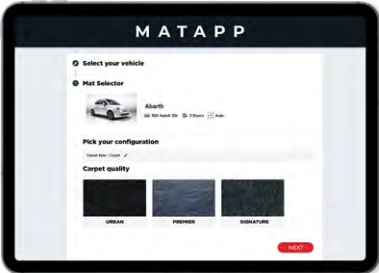 MATAPP
Select your vehicle
Mat Selector
Abarth
3 Doors
Auto
Pick your configuration
Carpet quality
URBAN
PREMIER
SIGNATURE
NEXT